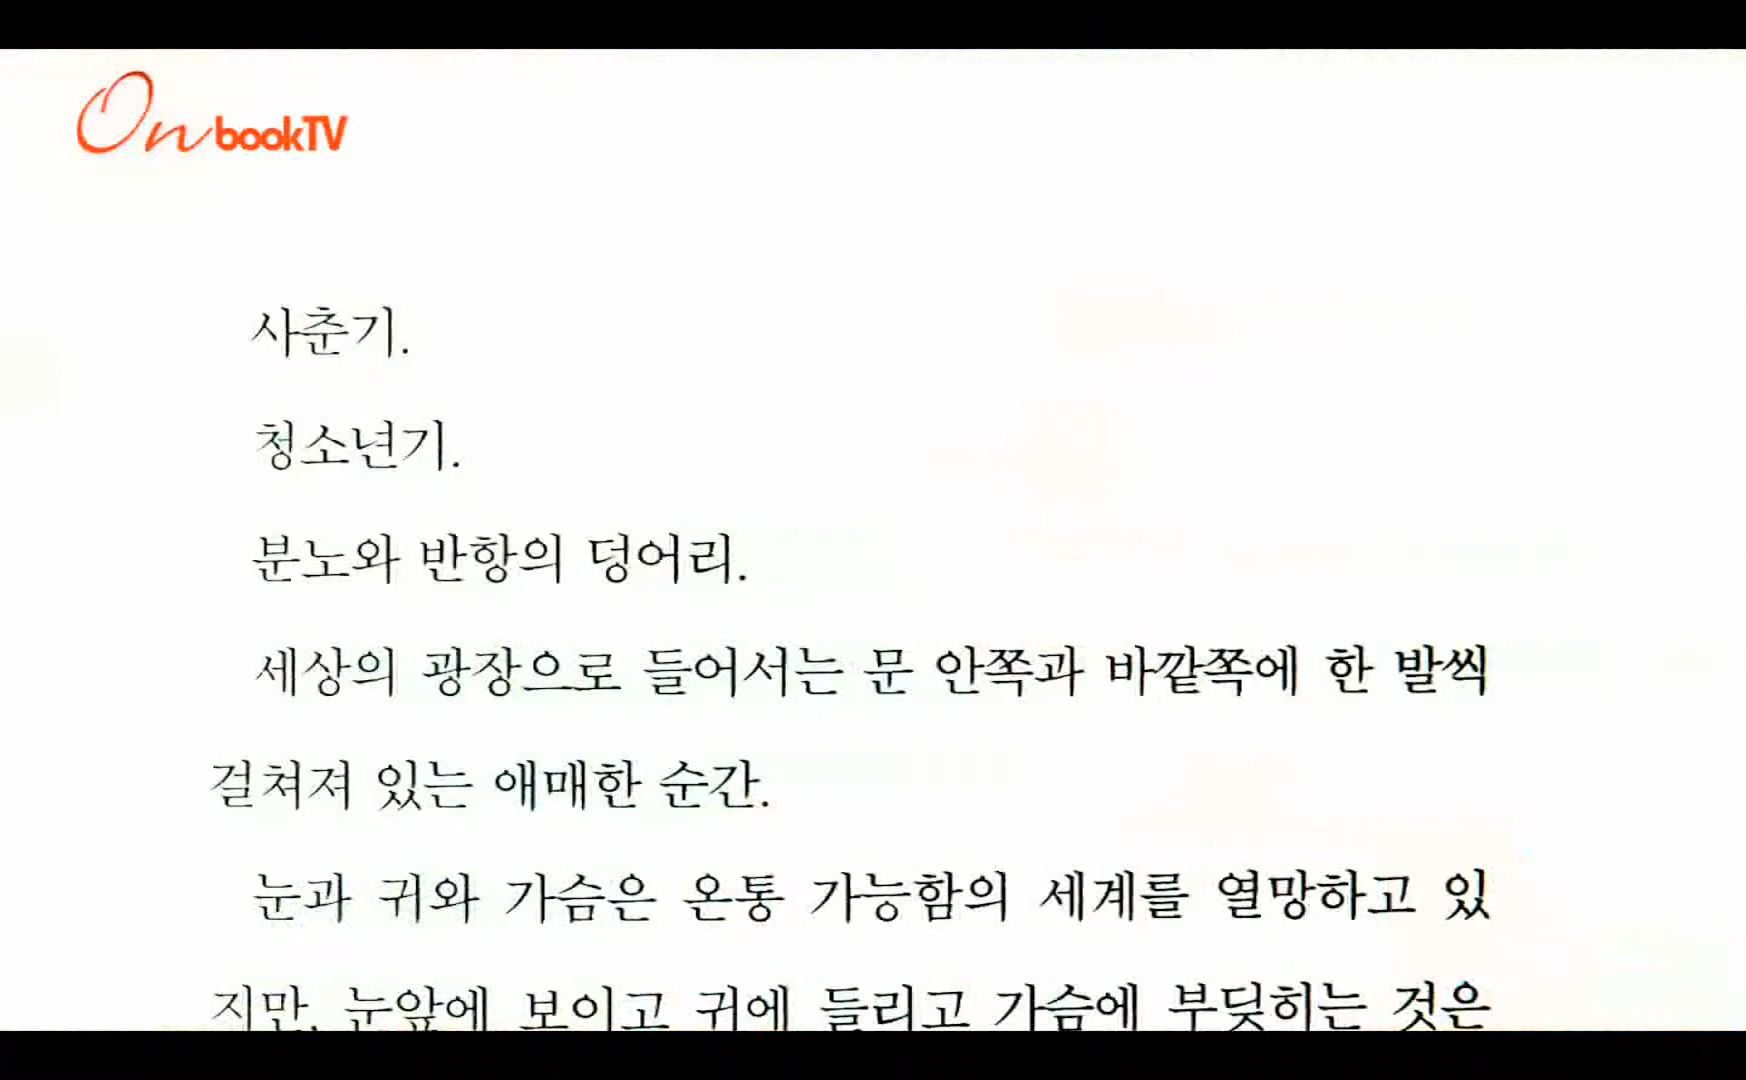 On bookTV
사춘기.
청소년기.
분노와 반항의 덩어리.
세상의 광장으로 들어서는 문 안쪽과 바깥쪽에 한 발씩
걸쳐져 있는 애매한 순간.
눈과 귀와 가슴은 온통 가능함의 세계를 열망하고 있
지만, 눈앞에 보이고 귀에 들리고 가슴에 부딪히는 것은